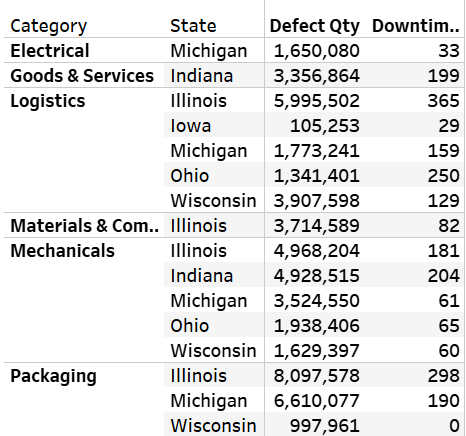 Category State Defect Qty Downtim..
Electrical Michigan 1,650,080 33
Goods & Services Indiana 3,356,864 199
Logistics Illinois 5,995,502 365
Iowa 105,253 29
Michigan 1,773,241 159
Ohio 1,341,401 250
Wisconsin 3,907,598 129
Materials & Com.. Illinois 3,714,589 82
Mechanicals Illinois 4,968,204 181
Indiana 4,928,515 204
Michigan 3,524,550 61
Ohio 1,938,406 65
Wisconsin 1,629,397 60
Packaging Illinois 8,097,578 298
Michigan 6,610,077 190
Wisconsin 997,961 0